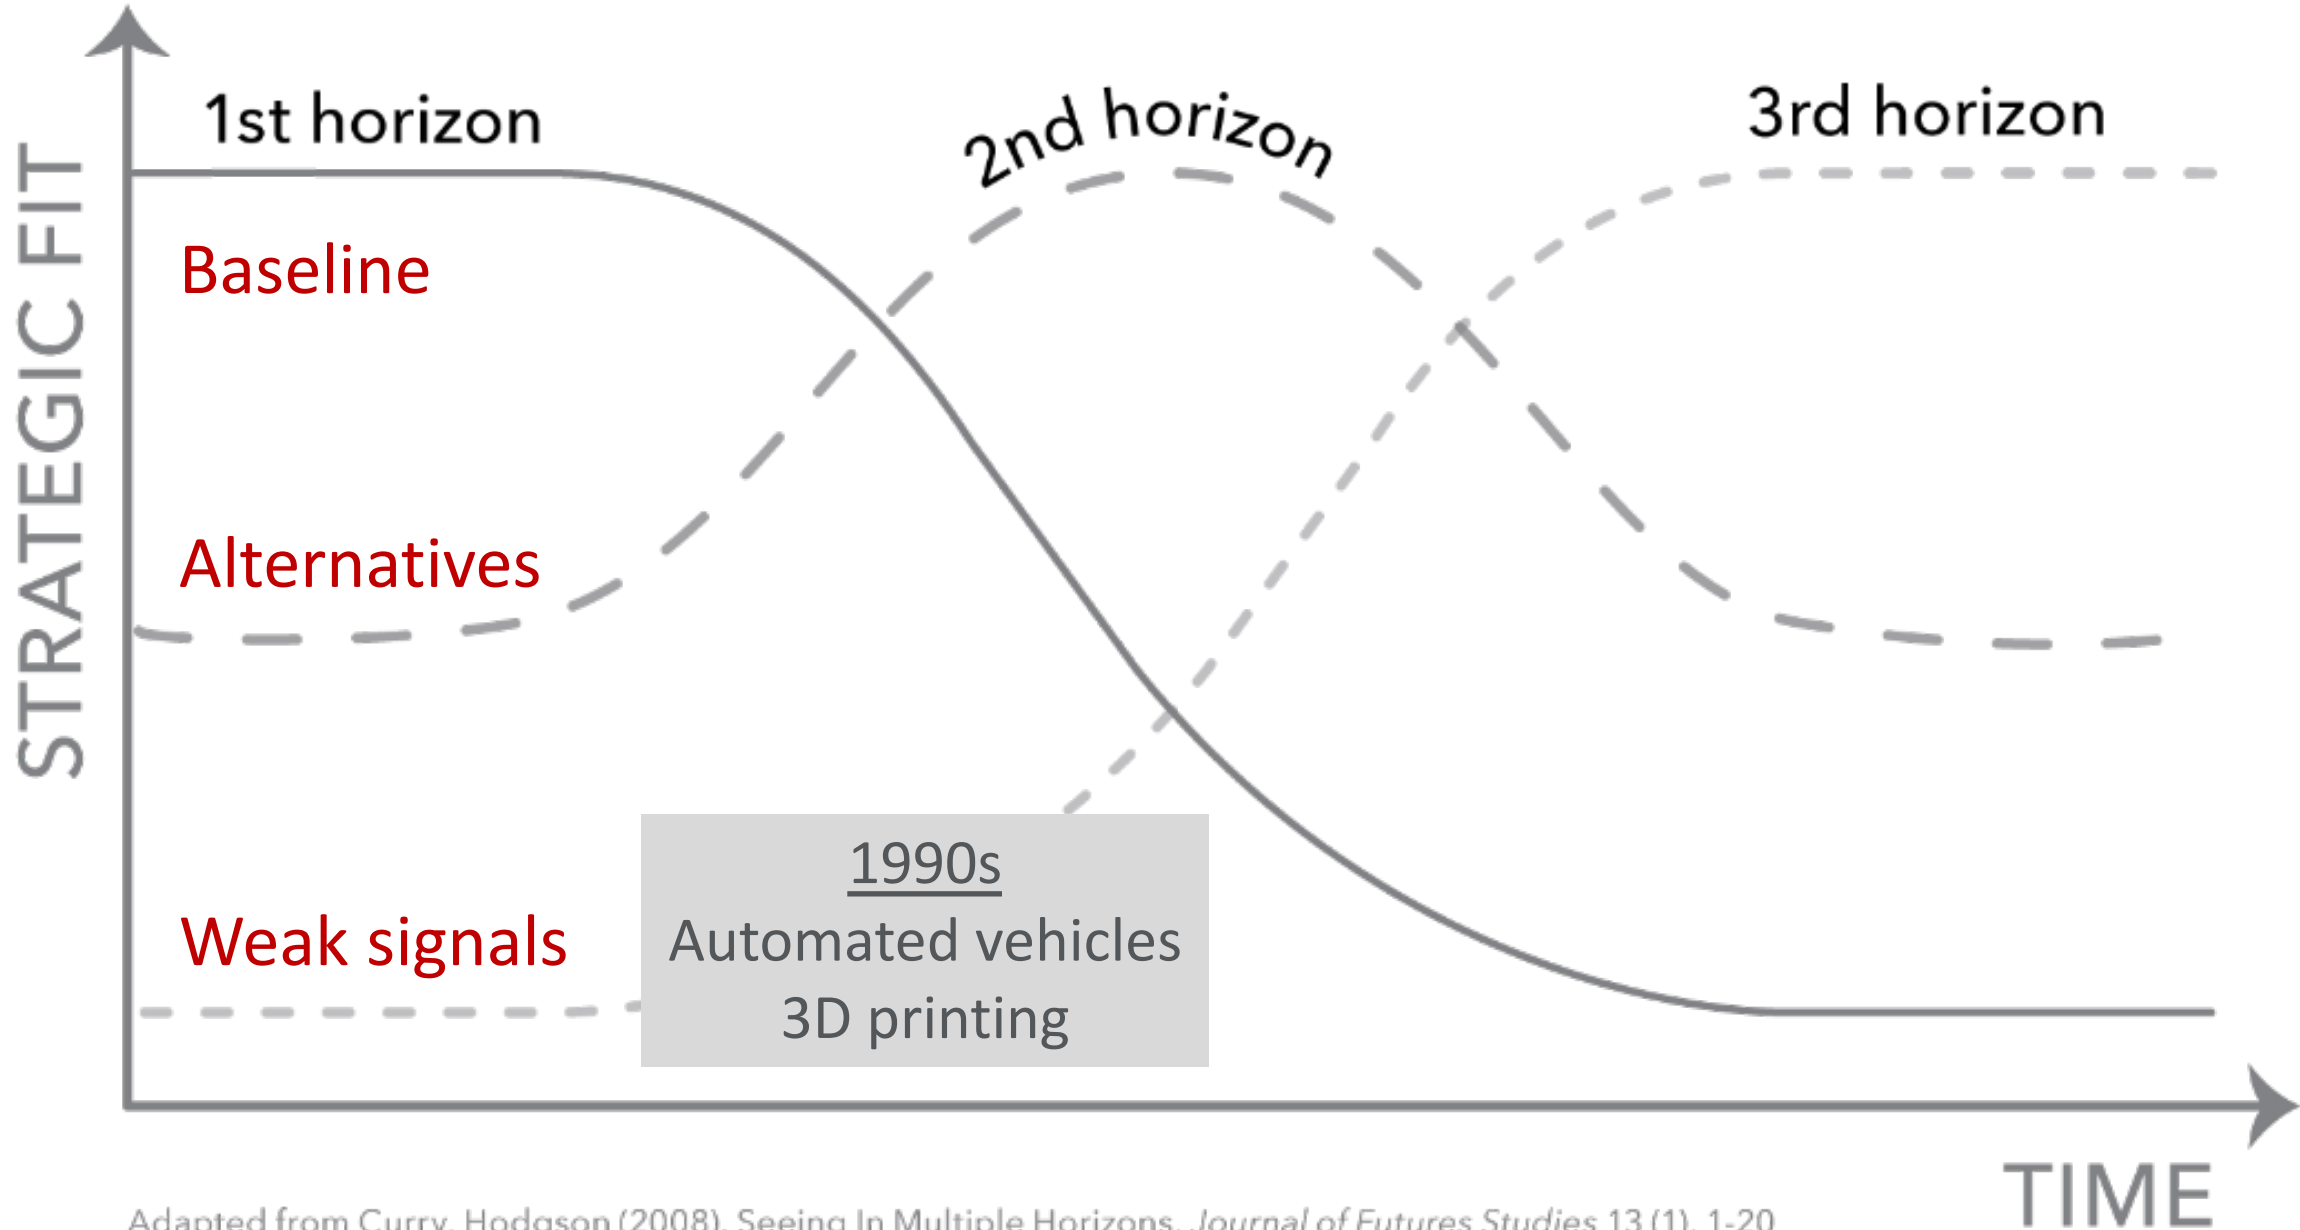 1st horizon
2nd horizon
3rd horizon
STRATEGIC FIT
Baseline
Alternatives
Weak signals
1990s
Automated vehicles
3D printing
TIME
Adapted from Curry, Hodgson (2008), Seeing In Multiple Horizons, Journal of Futures Studies 13 (1), 1-20